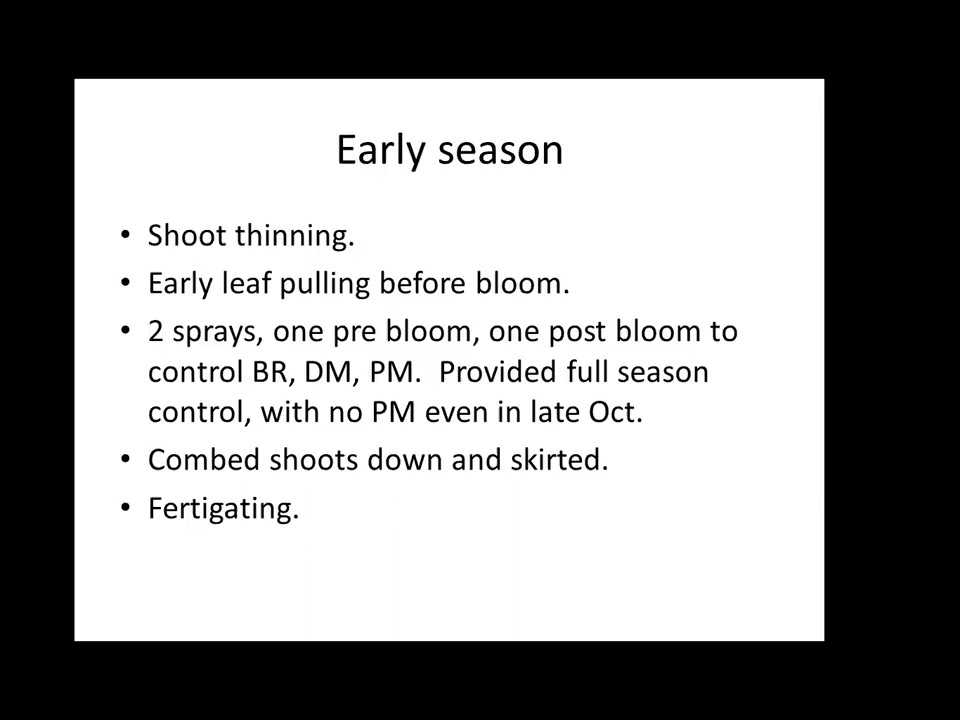 Early season
• Shoot thinning.
• Early leaf pulling before bloom.
• 2 sprays, one pre bloom, one post bloom to
control BR, DM, PM.  Provided full season
control, with no PM even in late Oct.
• Combed shoots down and skirted.
• Fertigating.